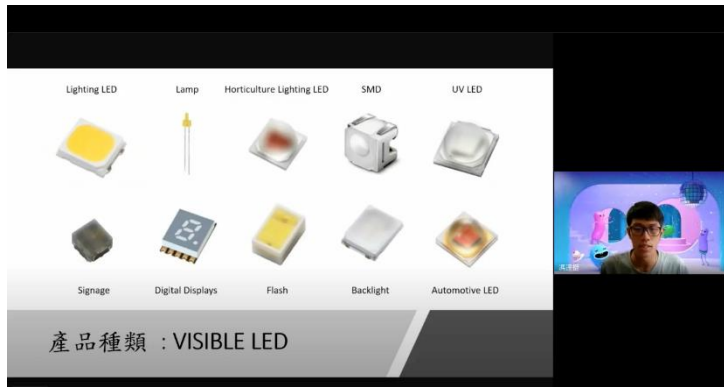 Lighting LED
Lamp
Horticulture Lighting LED
SMD
UV LED
Signage
Digital Displays
Flash
Backlight
Automotive LED
產品種類 : VISIBLE LED